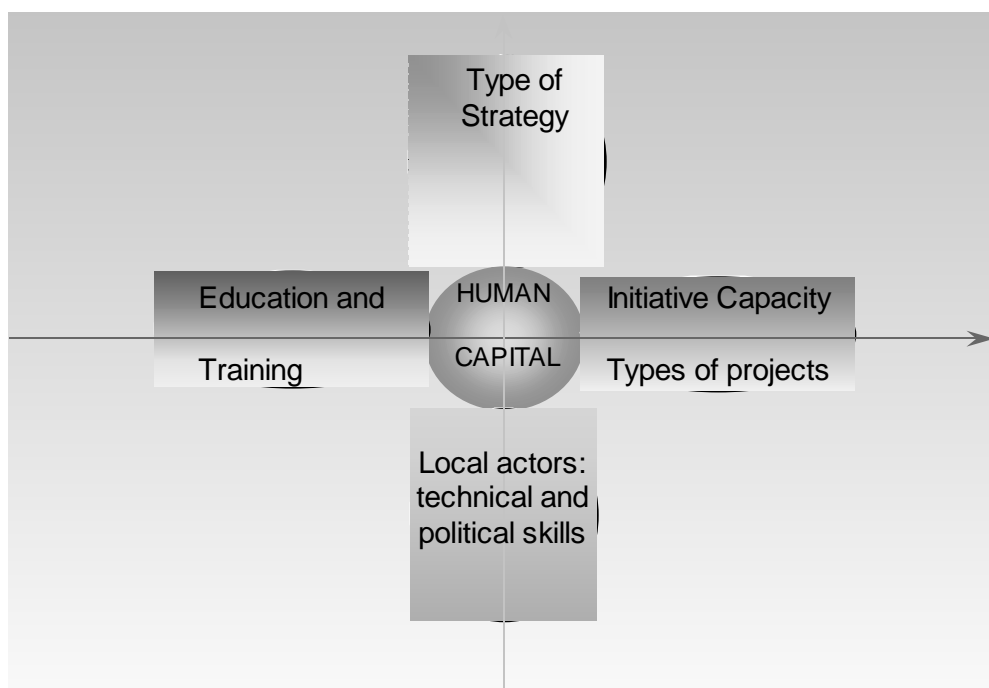 Type of
Strategy
Education and
Training
HUMAN
CAPITAL
Initiative Capacity
Types of projects
Local actors:
technical and
political skills